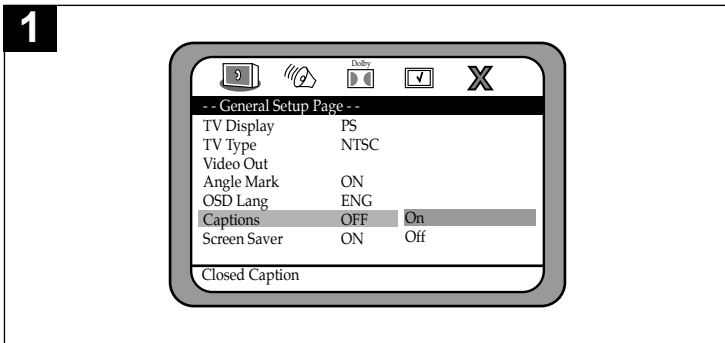 1
Dolby
- - General Setup Page - -
TV Display PS
TV Type NTSC
Video Out
Angle Mark ON
OSD Lang ENG
Captions OFF On
Screen Saver ON Off
Closed Caption